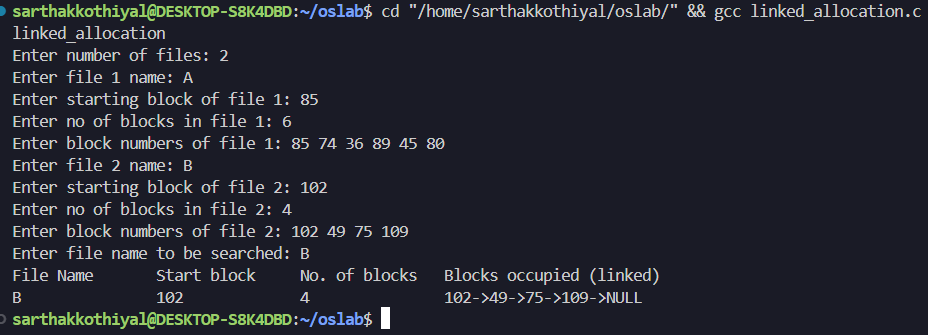 sarthakkothiyal@DESKTOP-S8K4DBD:~/oslab$ cd "/home/sarthakkothiyal/oslab/" && gcc linked_allocation.c
linked_allocation
Enter number of files: 2
Enter file 1 name: A
Enter starting block of file 1: 85
Enter no of blocks in file 1: 6
Enter block numbers of file 1: 85 74 36 89 45 80
Enter file 2 name: B
Enter starting block of file 2: 102
Enter no of blocks in file 2: 4
Enter block numbers of file 2: 102 49 75 109
Enter file name to be searched: B
File Name       Start block     No. of blocks   Blocks occupied (linked)
B               102             4               102->49->75->109->NULL
sarthakkothiyal@DESKTOP-S8K4DBD:~/oslab$